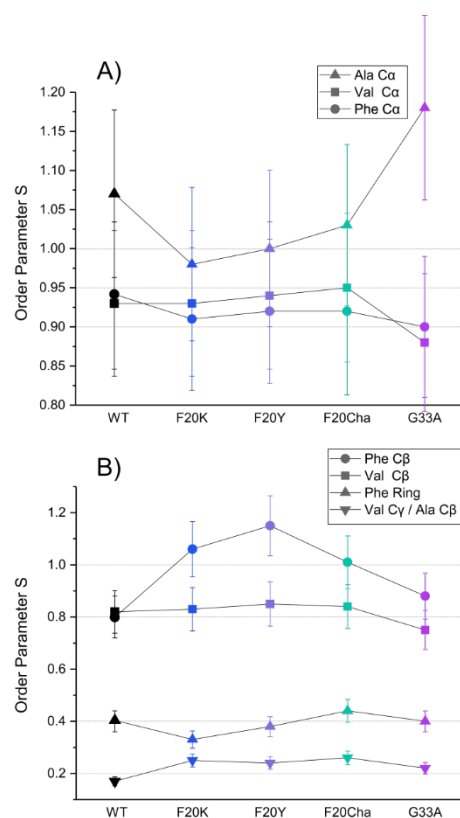 A)
Ala Cα
Val Cα
Phe Cα
Order Parameter S
1.20
1.15
1.10
1.05
1.00
0.95
0.90
0.85
0.80
WT F20K F20Y F20Cha G33A
B)
Phe Cβ
Val Cβ
Phe Ring
Val Cγ / Ala Cβ
Order Parameter S
1.2
1.0
0.8
0.6
0.4
0.2
WT F20K F20Y F20Cha G33A